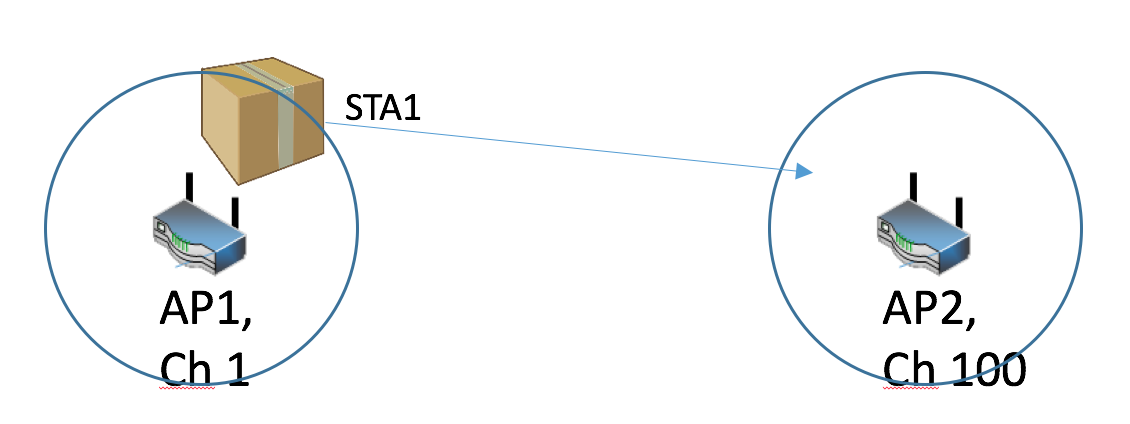 STA1
AP1,
Ch 1
AP2,
Ch 100